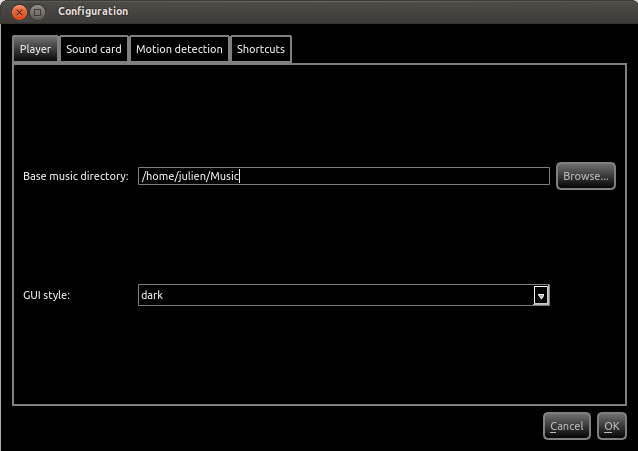 Configuration
Player Sound card Motion detection Shortcuts
Base music directory: /home/julien/Music Browse...
GUI style: dark
Cancel OK